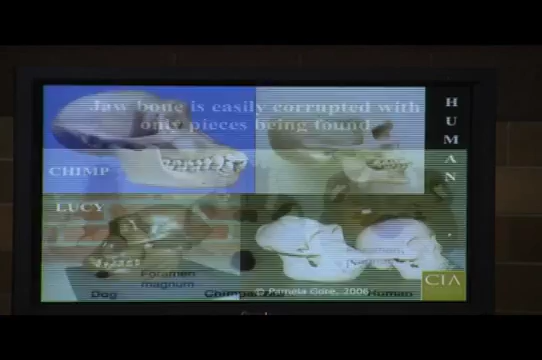 Jaw bone is easily corrupted with
only pieces being found
HUMAN
CHIMP
LUCY
Foramen
magnum
Dog
Human
© Pamela Gore, 2006
CIA